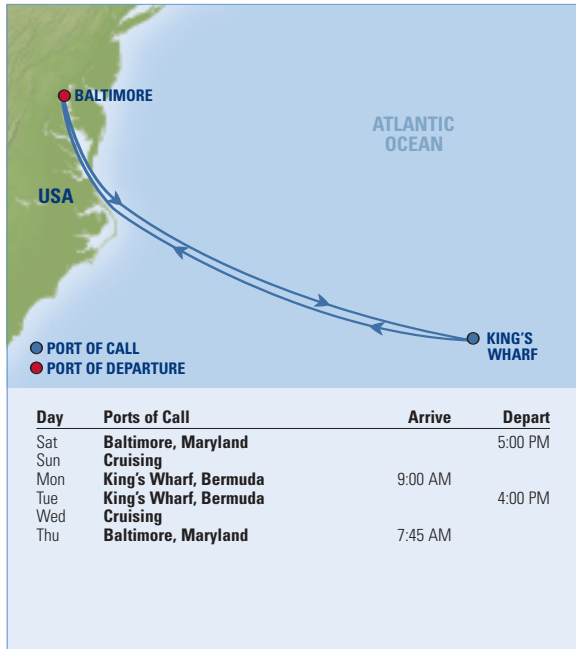 BALTIMORE
ATLANTIC
OCEAN
USA
KING'S
WHARF
PORT OF CALL
PORT OF DEPARTURE
Day Ports of Call Arrive Depart
Sat Baltimore, Maryland 5:00 PM
Sun Cruising
Mon King's Wharf, Bermuda 9:00 AM
Tue King's Wharf, Bermuda 4:00 PM
Wed Cruising
Thu Baltimore, Maryland 7:45 AM